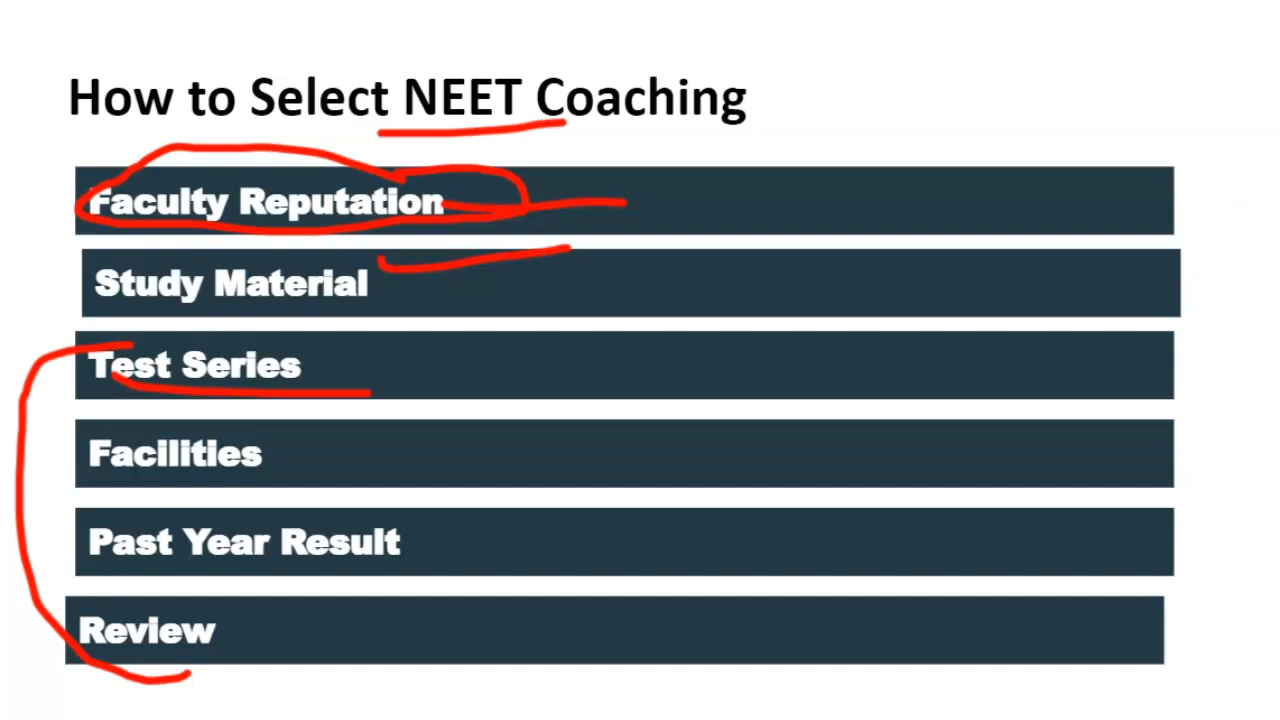 How to Select NEET Coaching
Faculty Reputation
Study Material
Test Series
Facilities
Past Year Result
Review